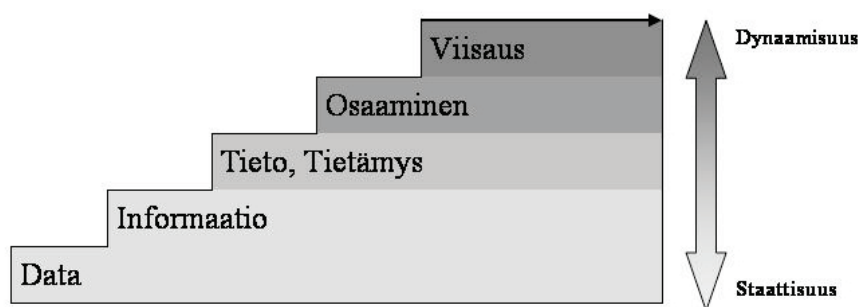 Viisaus
Dynaamisuus
Osaaminen
Tieto, Tietämys
Informaatio
Data
Staattisuus